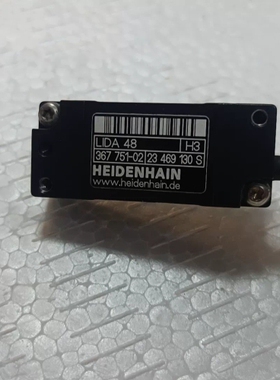 LIDA 48 H3
367 751-02 23 469 130 S
HEIDENHAIN
www.heidenhain.de